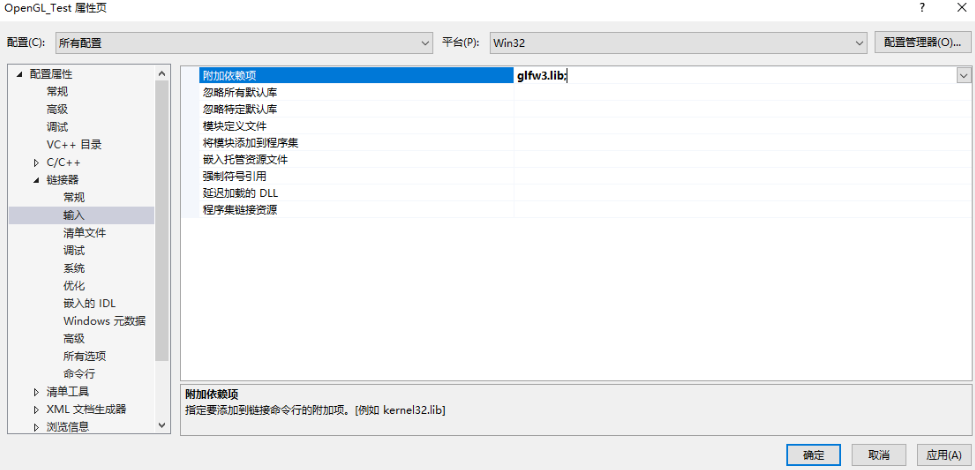 OpenGL_Test 属性页
配置(C):
所有配置
平台(P):
Win32
配置管理器(O)...
配置属性
常规
高级
调试
VC++ 目录
C/C++
链接器
常规
输入
清单文件
调试
系统
优化
嵌入的 IDL
Windows 元数据
高级
所有选项
命令行
清单工具
XML 文档生成器
浏览信息
附加依赖项 glfw3.lib;
忽略所有默认库
忽略特定默认库
模块定义文件
将模块添加到程序集
嵌入托管资源文件
强制符号引用
延迟加载的 DLL
程序集链接资源
附加依赖项
指定要添加到链接命令行的附加项。[例如 kernel32.lib]
确定
取消
应用(A)